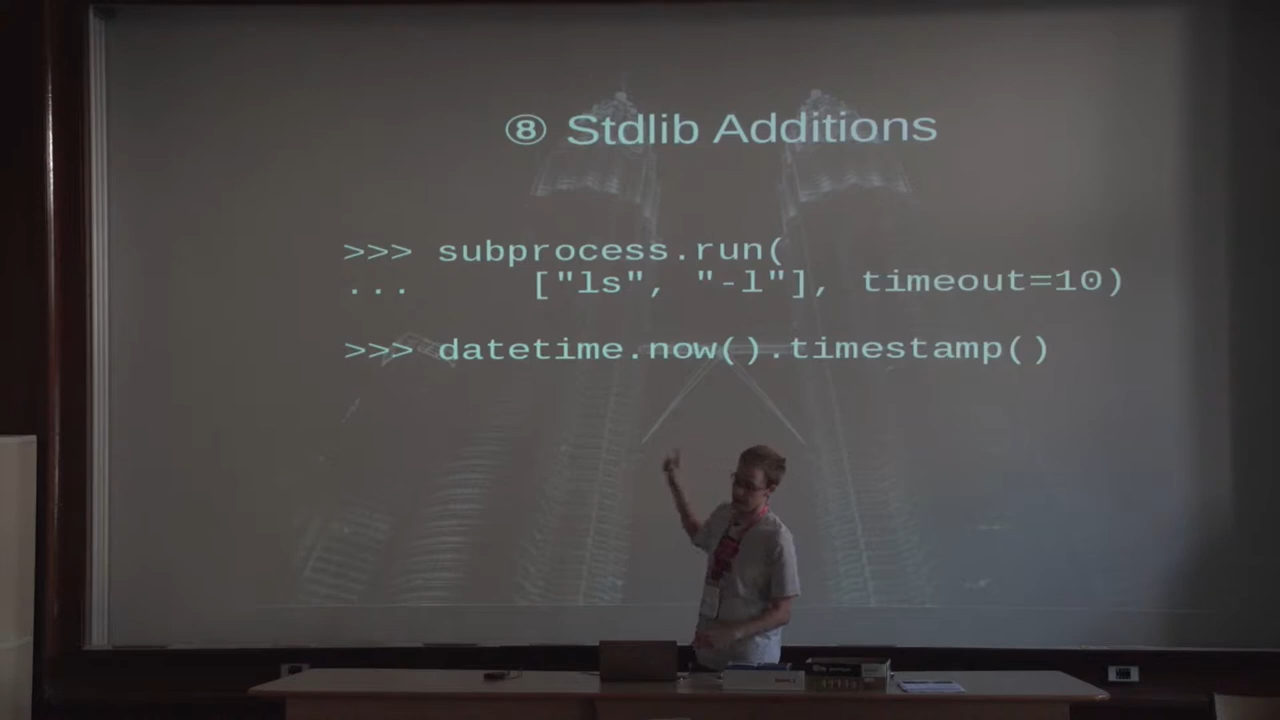 ⑧ Stdlib Additions
>>> subprocess.run(
...     ["ls", "-l"], timeout=10)
>>> datetime.now().timestamp()